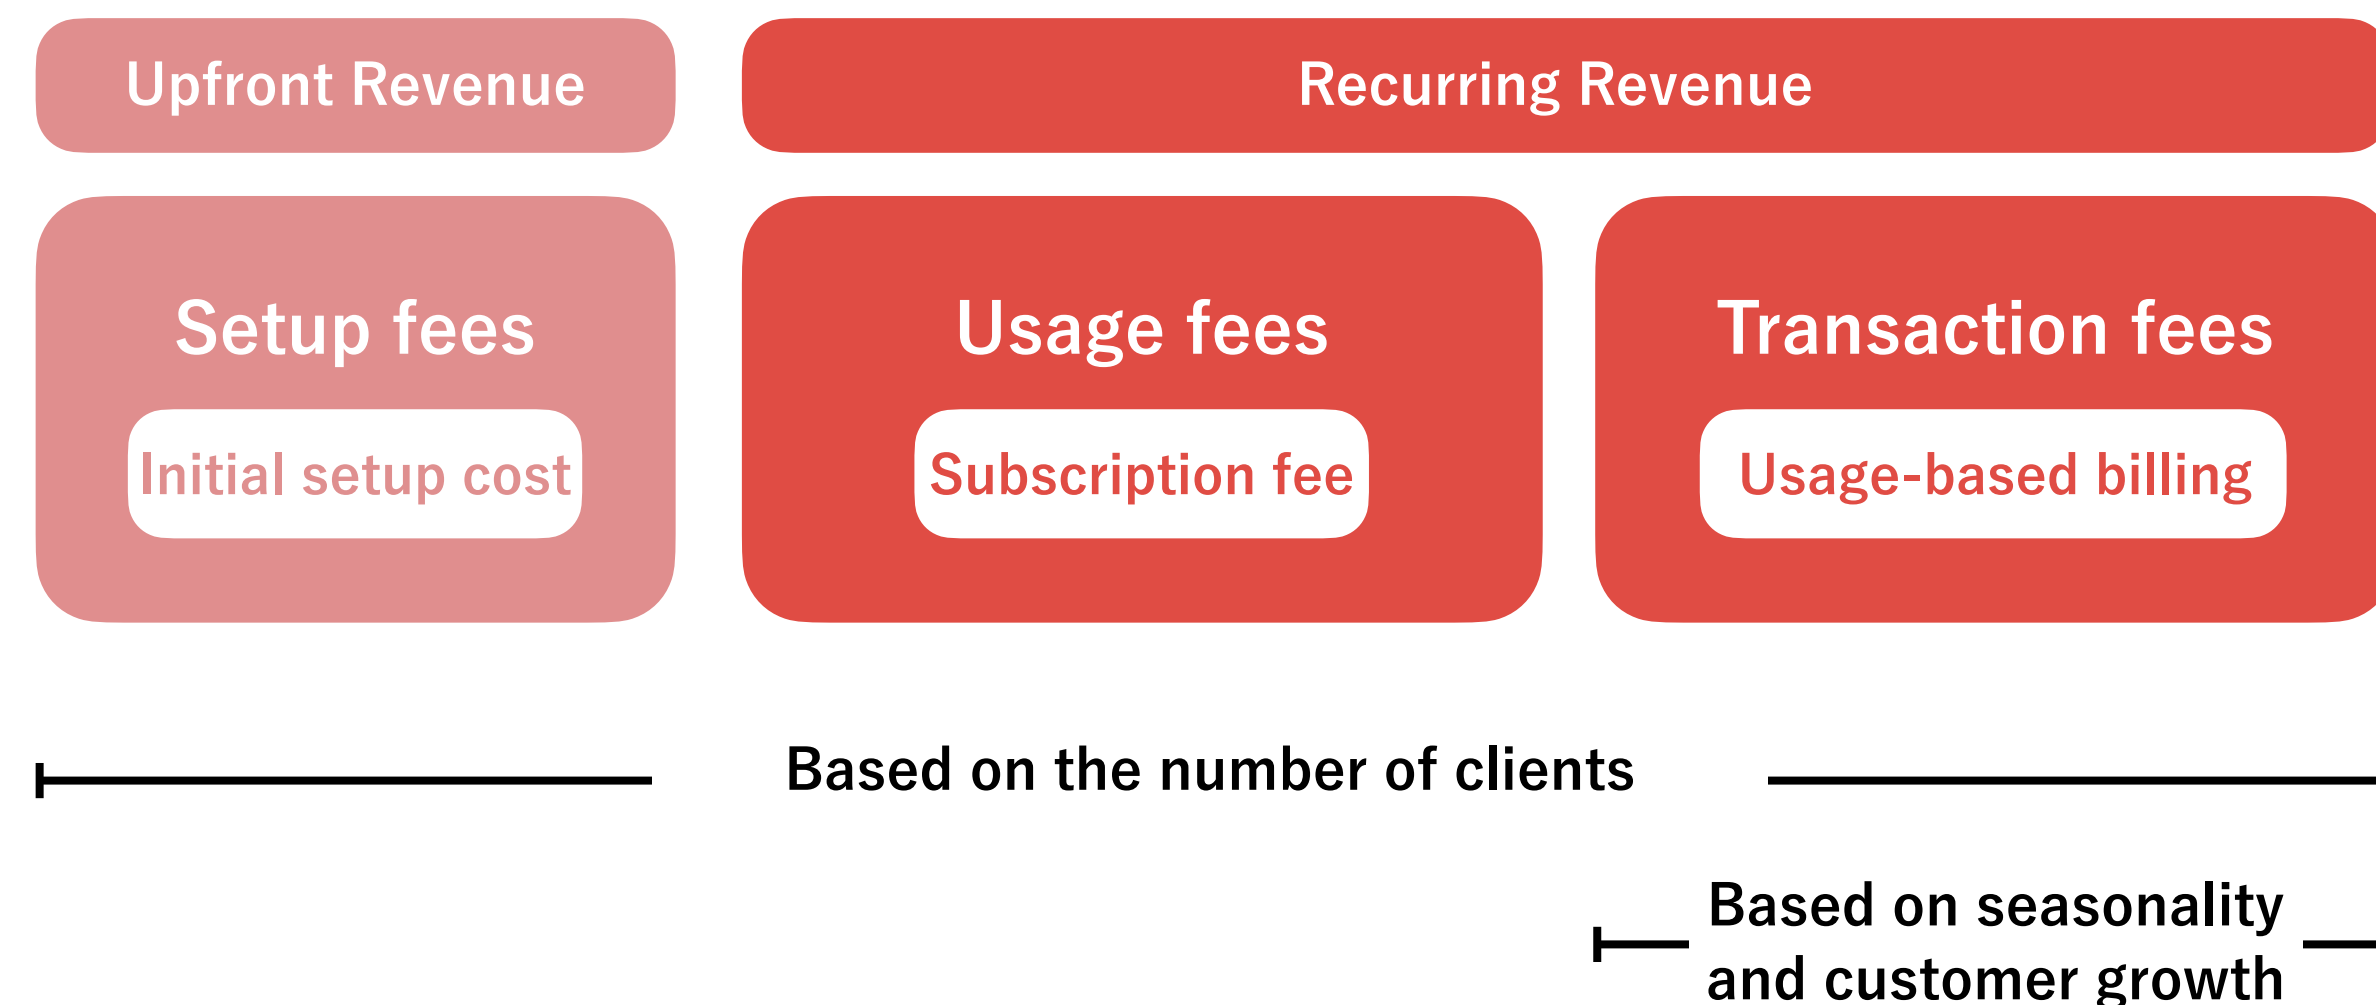 Upfront Revenue
Recurring Revenue
Setup fees
Initial setup cost
Usage fees
Subscription fee
Transaction fees
Usage-based billing
Based on the number of clients
Based on seasonality
and customer growth